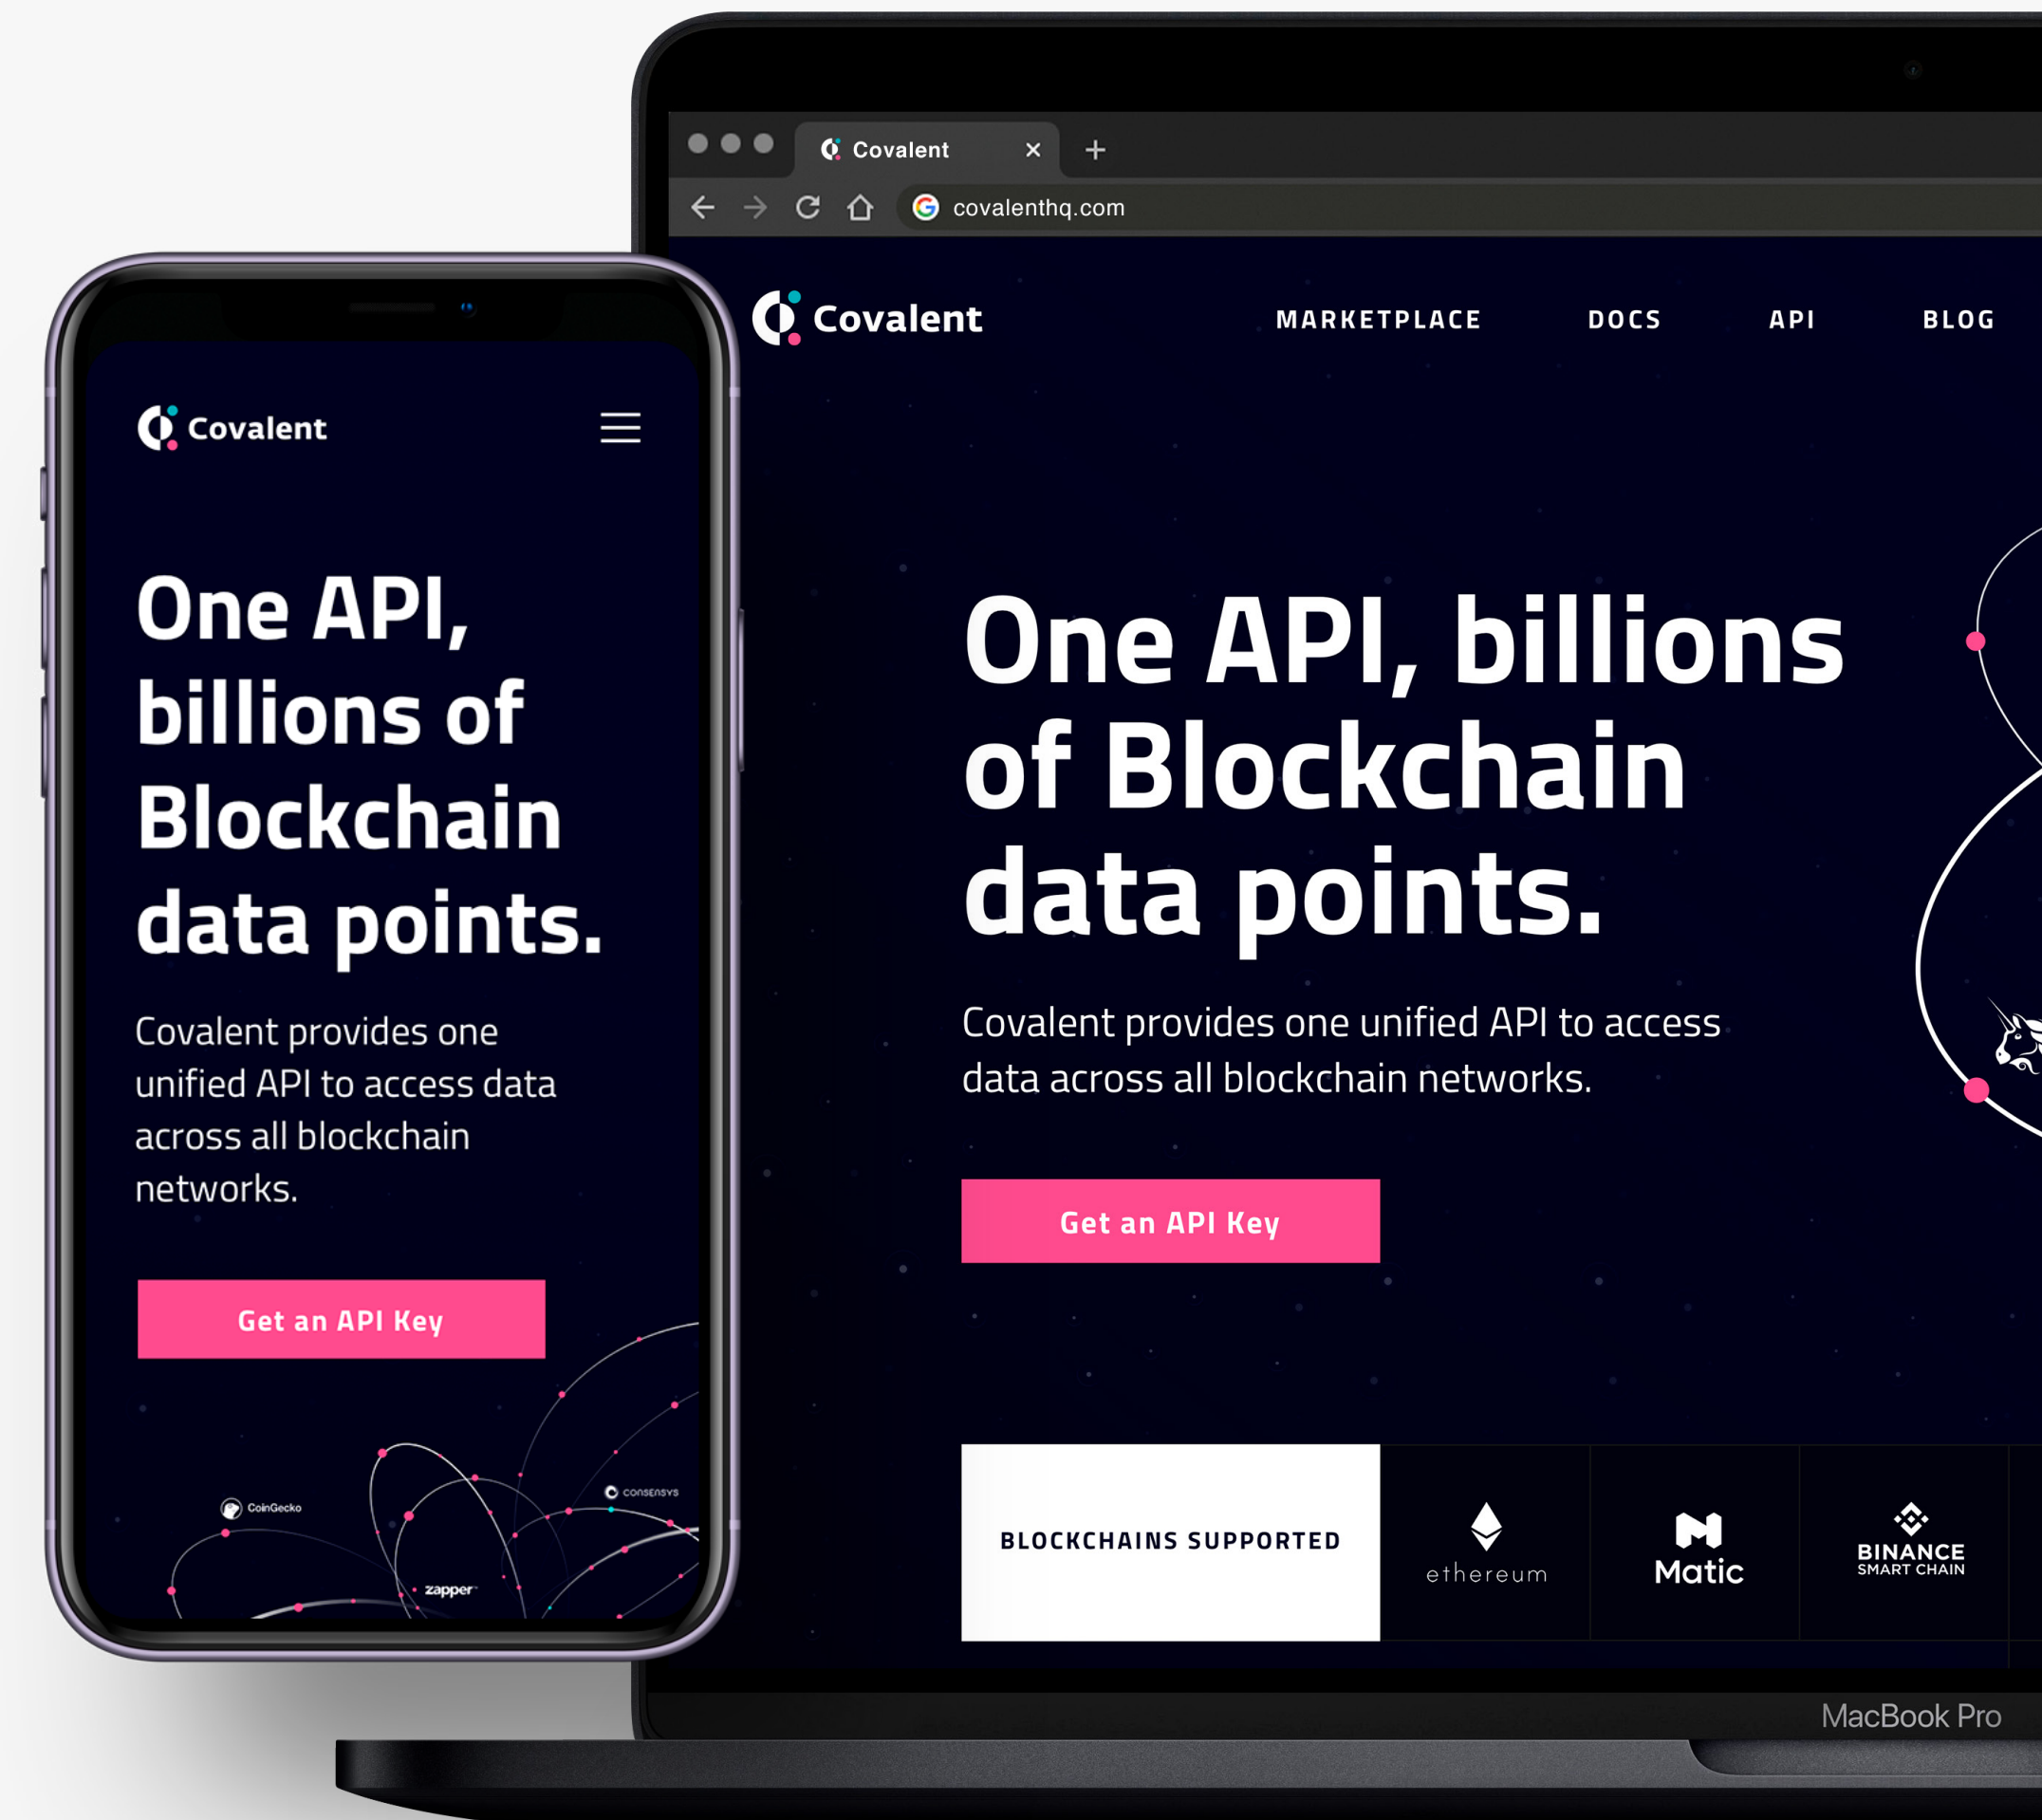 Covalent
covalenthq.com
Covalent
MARKETPLACE DOCS API BLOG
One API, billions
of Blockchain
data points.
Covalent provides one unified API to access
data across all blockchain networks.
Get an API Key
BLOCKCHAINS SUPPORTED
ethereum
Matic
BINANCE
SMART CHAIN
MacBook Pro
Covalent
One API,
billions of
Blockchain
data points.
Covalent provides one
unified API to access data
across all blockchain
networks.
Get an API Key
CoinGecko
CONSENSYS
zapper